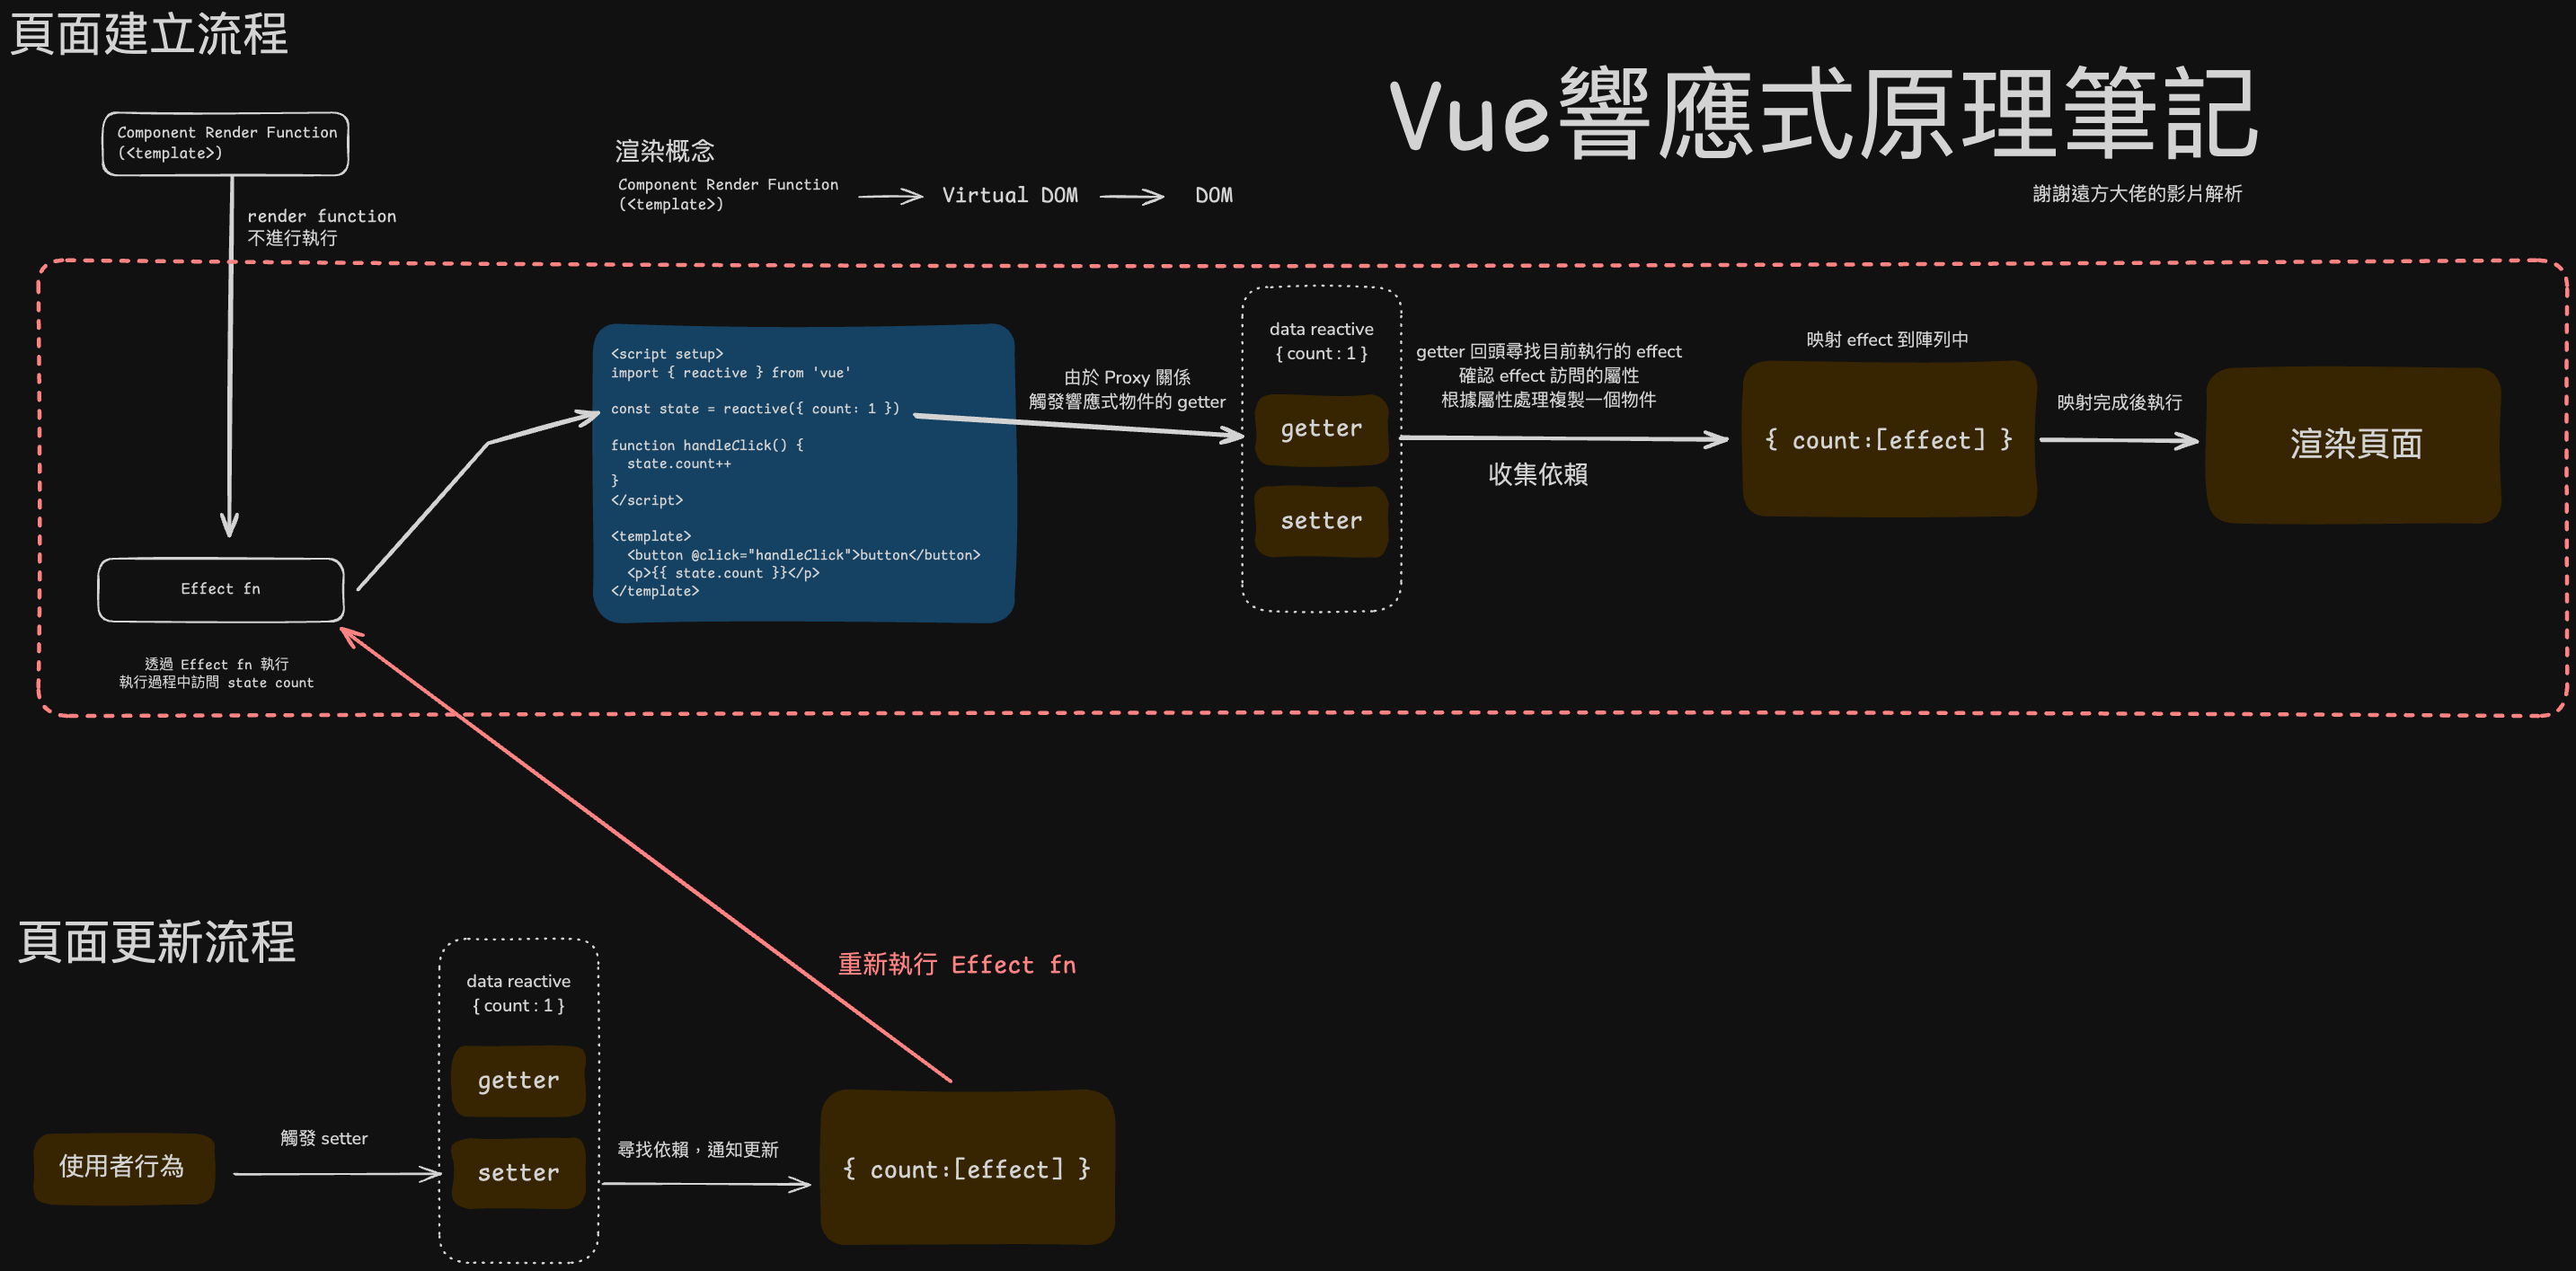 頁面建立流程
Vue響應式原理筆記
謝謝遠方大佬的影片解析
Component Render Function
(<template>)
render function
不進行執行
渲染概念
Component Render Function
(<template>)
Virtual DOM
DOM
Effect fn
透過 Effect fn 執行
執行過程中訪問 state count
<script setup>
import { reactive } from 'vue'
const state = reactive({ count: 1 })
function handleClick() {
  state.count++
}
</script>
<template>
  <button @click="handleClick">button</button>
  <p>{{ state.count }}</p>
</template>
由於 Proxy 關係
觸發響應式物件的 getter
data reactive
{ count : 1 }
getter
setter
getter 回頭尋找目前執行的 effect
確認 effect 訪問的屬性
根據屬性處理複製一個物件
收集依賴
映射 effect 到陣列中
{ count:[effect] }
映射完成後執行
渲染頁面
頁面更新流程
使用者行為
觸發 setter
data reactive
{ count : 1 }
getter
setter
尋找依賴，通知更新
{ count:[effect] }
重新執行 Effect fn